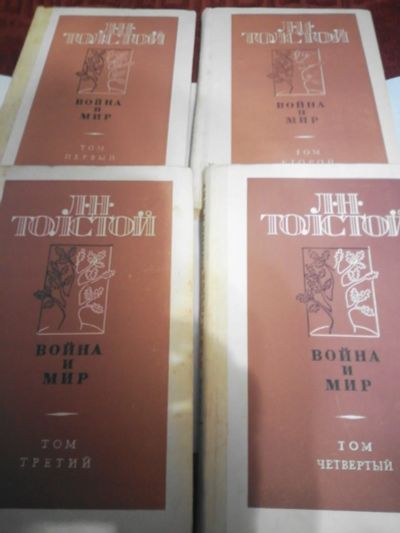 Л·Н·
ТОЛСТОЙ
ВОЙНА
И
МИР
ТОМ
ПЕРВЫЙ
Л·Н·
ТОЛСТОЙ
ВОЙНА
И
МИР
ТОМ
ВТОРОЙ
Л·Н·
ТОЛСТОЙ
ВОЙНА
И
МИР
ТОМ
ТРЕТИЙ
Л·Н·
ТОЛСТОЙ
ВОЙНА
И
МИР
ТОМ
ЧЕТВЕРТЫЙ